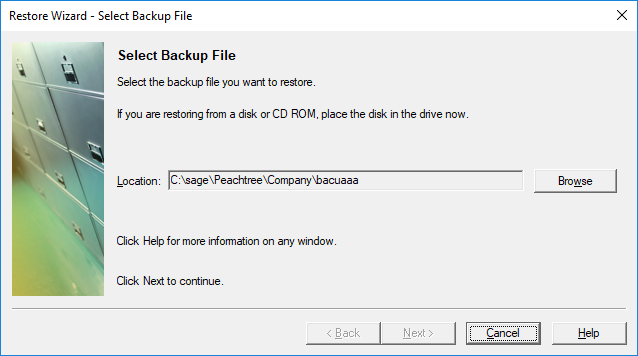 Restore Wizard - Select Backup File
Select Backup File
Select the backup file you want to restore.
If you are restoring from a disk or CD ROM, place the disk in the drive now.
Location: C:\sage\Peachtree\Company\bacuaaa Browse
Click Help for more information on any window.
Click Next to continue.
< Back Next > Cancel Help